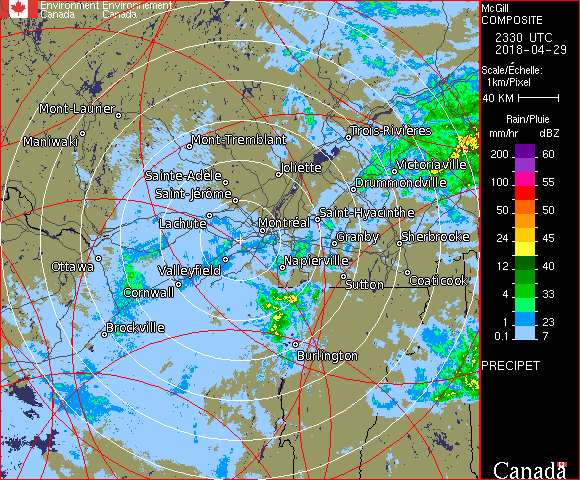 Environment Environnement
Canada Canada
McGill
COMPOSITE
2330 UTC
2018-04-29
Scale/Échelle:
1km/Pixel
40 KM
Rain/Pluie
mm/hr dBZ
200 60
100 55
50 50
24 45
12 40
4 33
1 23
0.1 7
PRECIPET
Canada
Mont-Laurier
Maniwaki
Mont-Tremblant
Trois-Rivières
Joliette
Victoriaville
Sainte-Adèle
Drummondville
Saint-Jérôme
Saint-Hyacinthe
Lachute
Montréal
Granby
Sherbrooke
Ottawa
Valleyfield
Napierville
Sutton
Coaticook
Cornwall
Brockville
Burlington